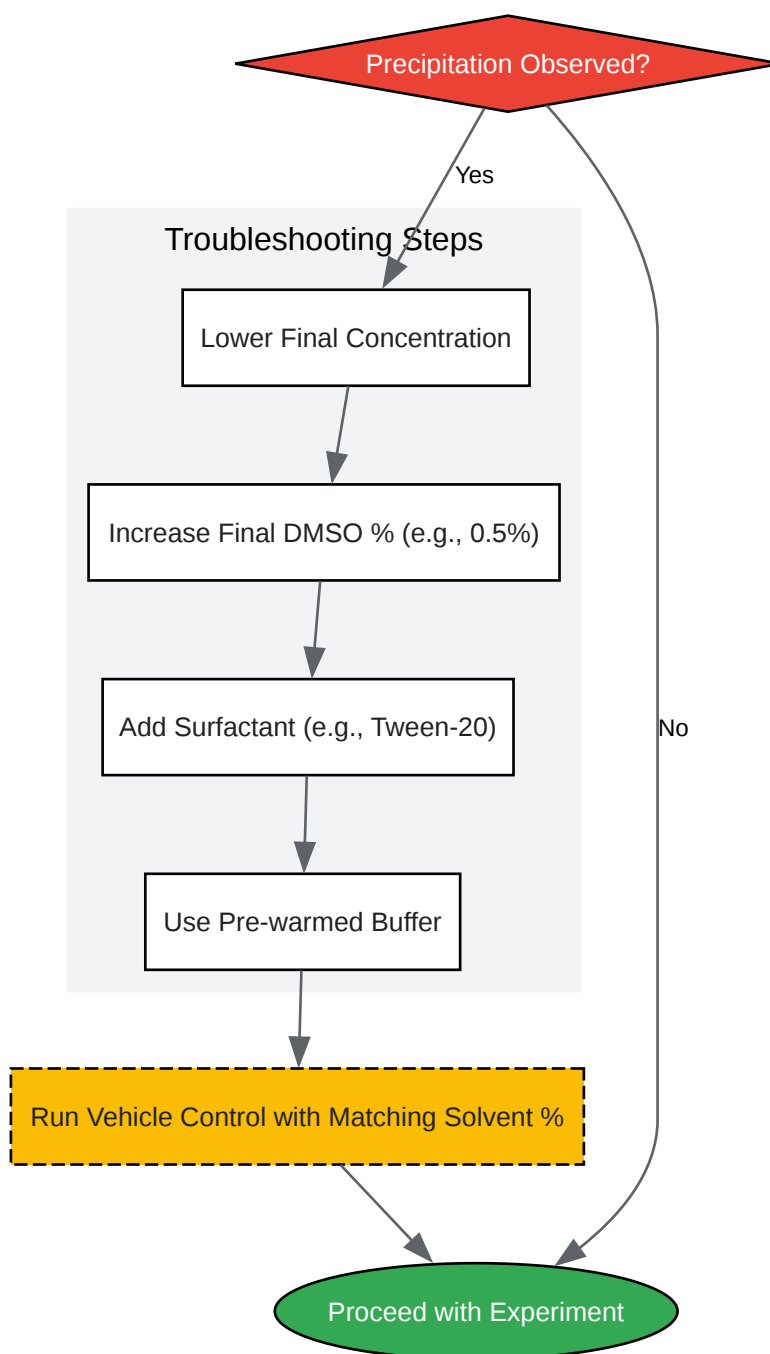 Precipitation Observed?
Yes
Troubleshooting Steps
Lower Final Concentration
Increase Final DMSO % (e.g., 0.5%)
Add Surfactant (e.g., Tween-20)
No
Use Pre-warmed Buffer
Run Vehicle Control with Matching Solvent %
Proceed with Experiment